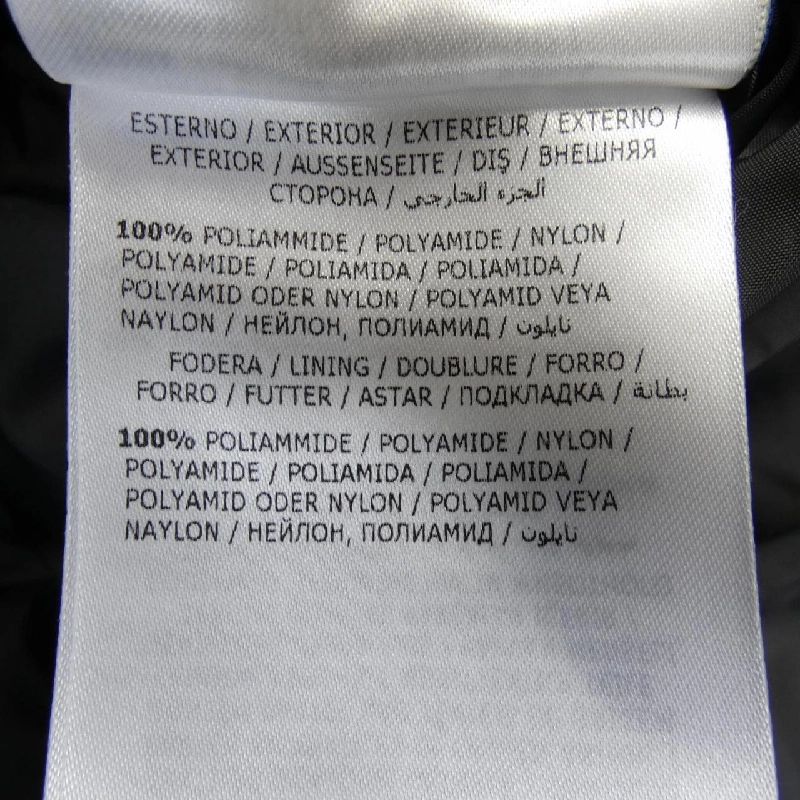 ESTERNO / EXTERIOR / EXTERIEUR / EXTERNO /
EXTERIOR / AUSSENSEITE / DIŞ / ВНЕШНЯЯ
СТОРОНА / الجزء الخارجي
100% POLIAMMIDE / POLYAMIDE / NYLON /
POLYAMIDE / POLIAMIDA / POLIAMIDA /
POLYAMID ODER NYLON / POLYAMID VEYA
NAYLON / НЕЙЛОН, ПОЛИАМИД / نايلون
FODERA / LINING / DOUBLURE / FORRO /
FORRO / FUTTER / ASTAR / ПОДКЛАДКА / بطانة
100% POLIAMMIDE / POLYAMIDE / NYLON /
POLYAMIDE / POLIAMIDA / POLIAMIDA /
POLYAMID ODER NYLON / POLYAMID VEYA
NAYLON / НЕЙЛОН, ПОЛИАМИД / نايلون